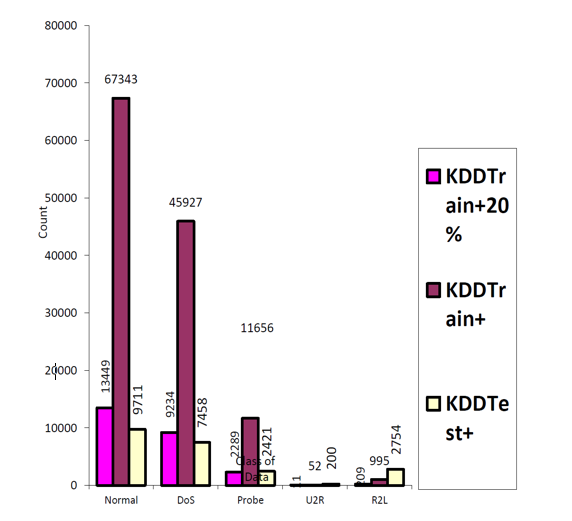 80000
70000
60000
50000
40000
30000
20000
10000
0
Count
67343
45927
11656
13449
9711
9234
7458
2289
2421
11
52
200
209
995
2754
Class of
Data
Normal
DoS
Probe
U2R
R2L
KDDTr
ain+20
%
KDDTr
ain+
KDDTe
st+